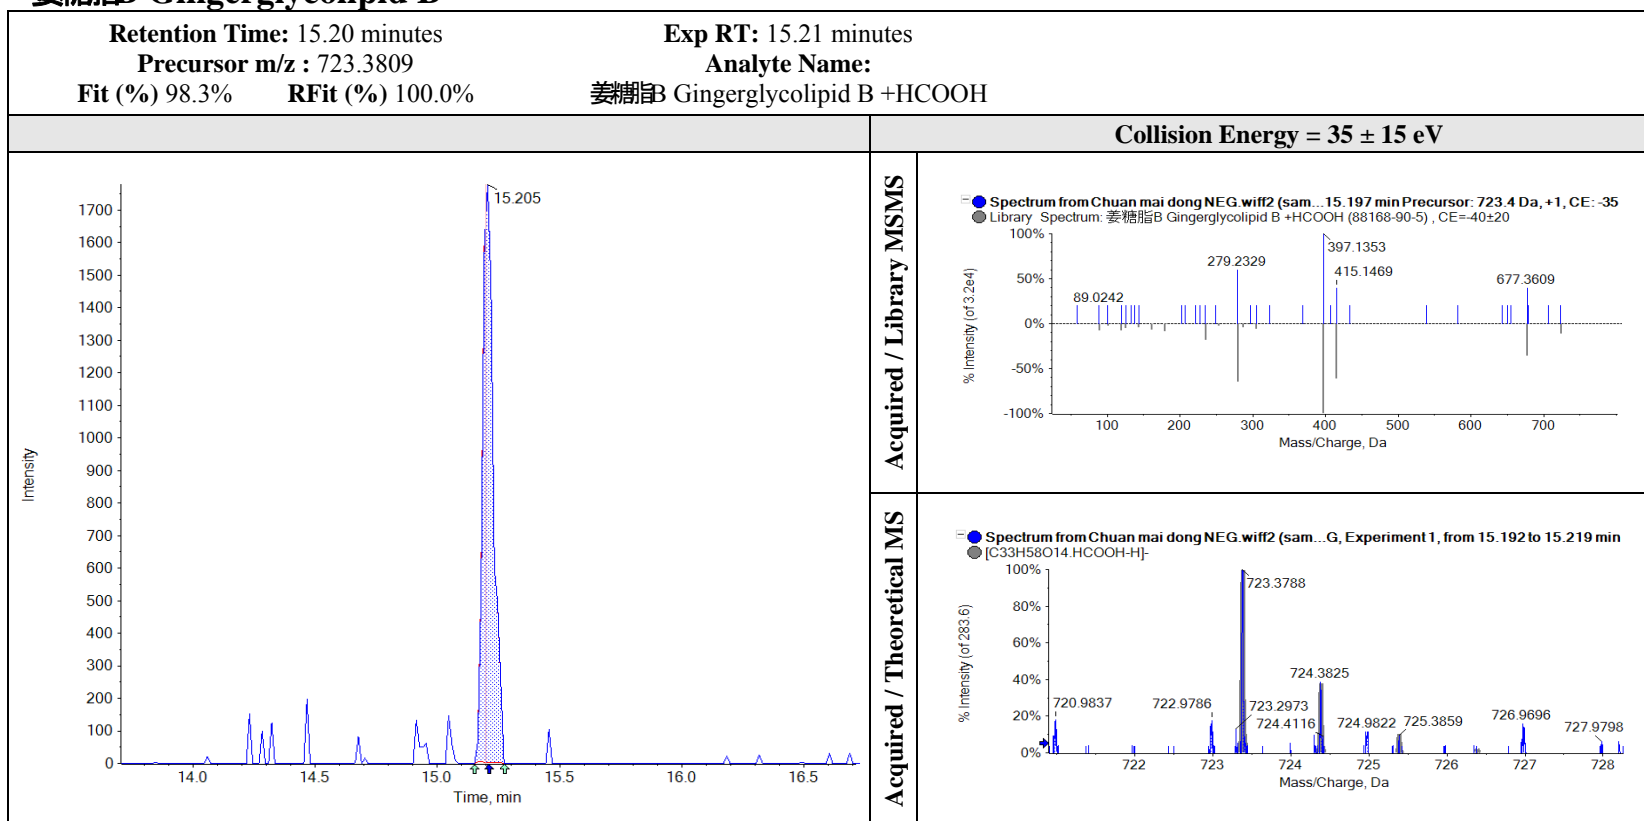 姜糖脂B Gingerglycolipid B
Retention Time: 15.20 minutes
Exp RT: 15.21 minutes
Precursor m/z : 723.3809
Analyte Name:
Fit (%) 98.3% RFit (%) 100.0%
姜糖脂B Gingerglycolipid B +HCOOH
Collision Energy = 35 ± 15 eV
15.205
1700
1600
1500
1400
1300
1200
1100
1000
900
800
700
600
500
400
300
200
100
0
Intensity
14.0 14.5 15.0 15.5 16.0 16.5
Time, min
Acquired / Library MSMS
Spectrum from Chuan mai dong NEG.wiff2 (sam...15.197 min Precursor: 723.4 Da, +1, CE: -35
Library Spectrum: 姜糖脂B Gingerglycolipid B +HCOOH (88168-90-5) , CE=-40±20
100%
50%
0%
-50%
-100%
% Intensity (of 3.2e4)
89.0242
279.2329
397.1353
415.1469
677.3609
100 200 300 400 500 600 700
Mass/Charge, Da
Acquired / Theoretical MS
Spectrum from Chuan mai dong NEG.wiff2 (sam...G, Experiment 1, from 15.192 to 15.219 min
[C33H58O14.HCOOH-H]-
100%
80%
60%
40%
20%
0%
% Intensity (of 283.6)
720.9837
722.9786
723.3788
723.2973
724.3825
724.4116
724.9822
725.3859
726.9696
727.9798
722 723 724 725 726 727 728
Mass/Charge, Da